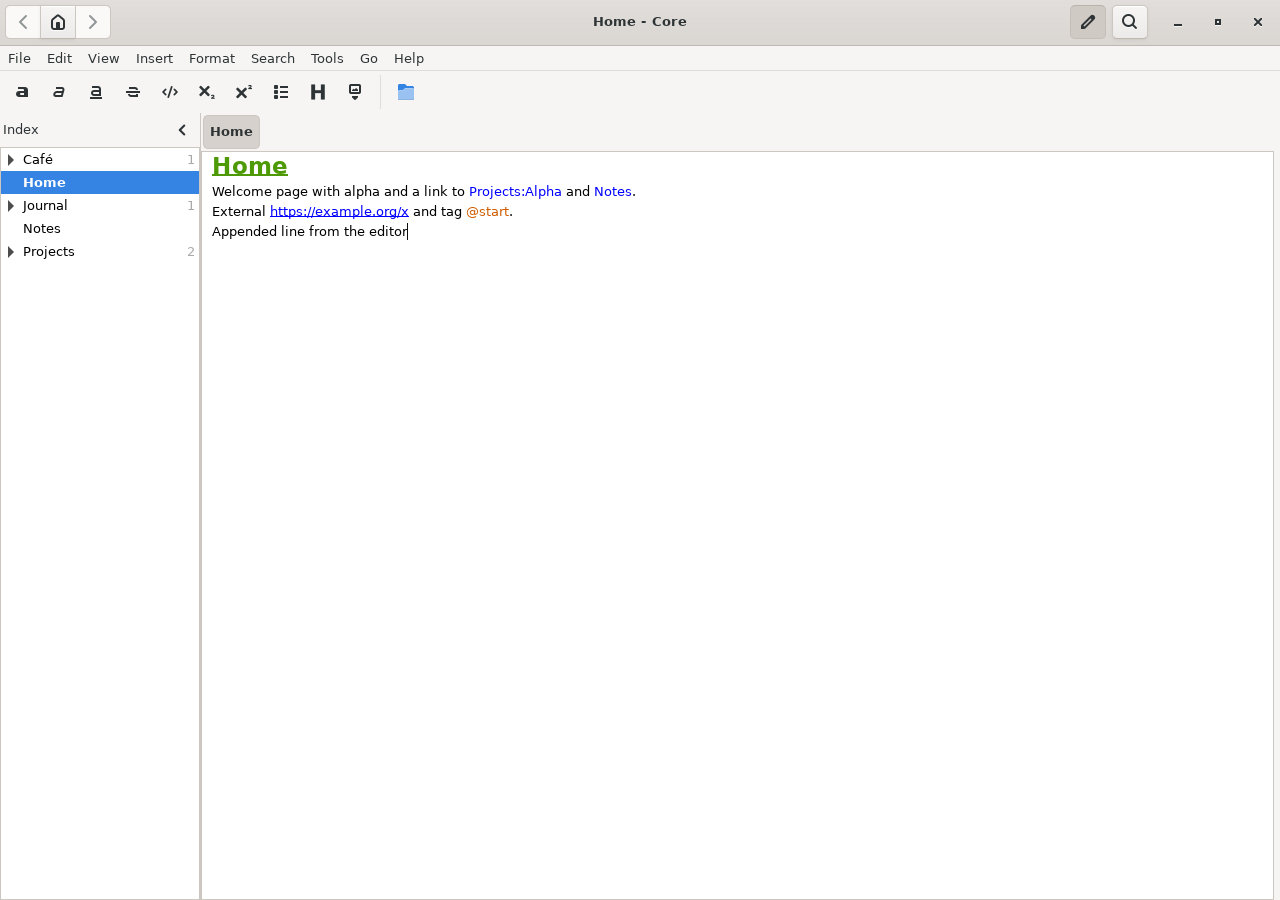 Home - Core
File Edit View Insert Format Search Tools Go Help
Index
Café 1
Home
Journal 1
Notes
Projects 2
Home
Home
Welcome page with alpha and a link to Projects:Alpha and Notes.
External https://example.org/x and tag @start.
Appended line from the editor